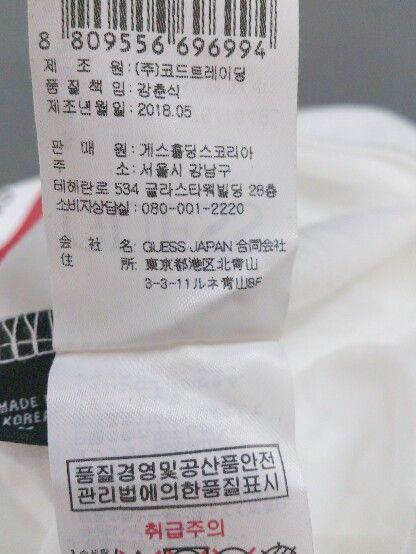 8 809556 696994
제 조 원 : (주)코드트레이딩
품질책임 : 강춘식
제조년월일 : 2018.05
판 매 원 : 게스홀딩스코리아
주 소 : 서울시 강남구
테헤란로 534 글라스타워빌딩 28층
소비자상담실 : 080-001-2220
会 社 名: GUESS JAPAN 合同会社
住 所: 東京都港区北青山
3-3-11ルネ青山8F
MADE
KOREA
품질경영및공산품안전
관리법에의한품질표시
취급주의